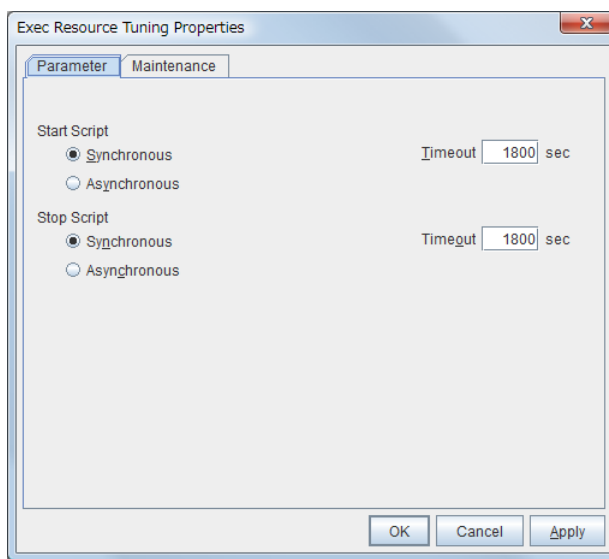 Exec Resource Tuning Properties
Parameter Maintenance
Start Script
Synchronous Timeout 1800 sec
Asynchronous
Stop Script
Synchronous Timeout 1800 sec
Asynchronous
OK Cancel Apply